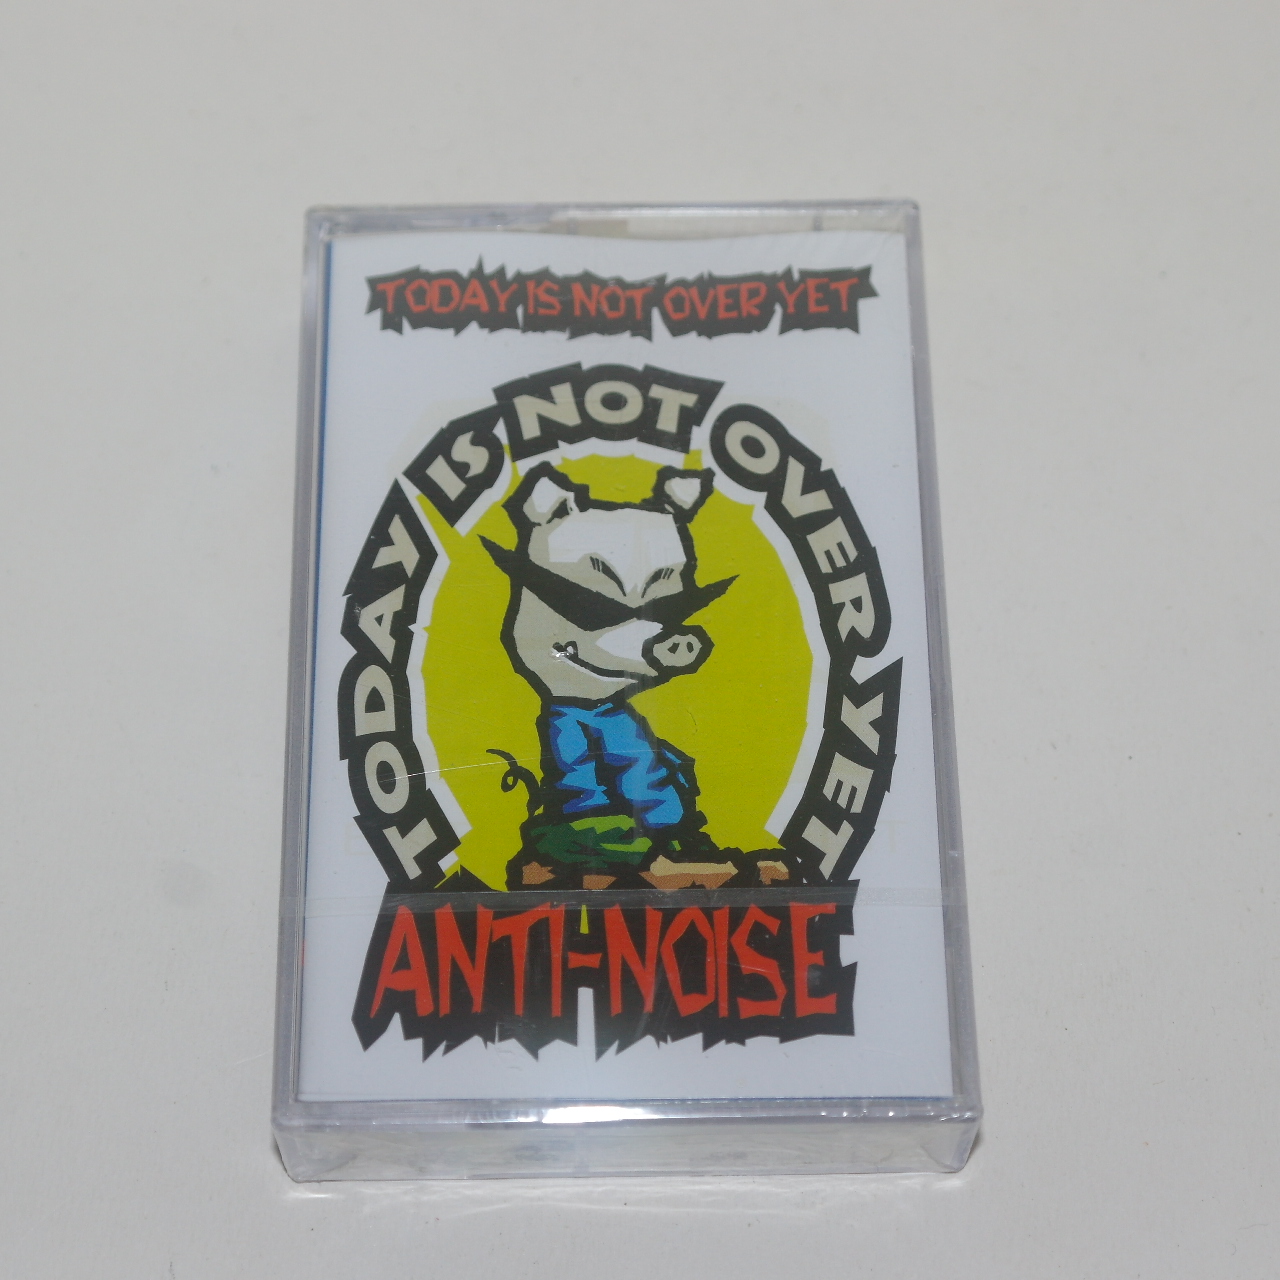 TODAY IS NOT OVER YET
TODAY IS NOT OVER YET
ANTI-NOISE